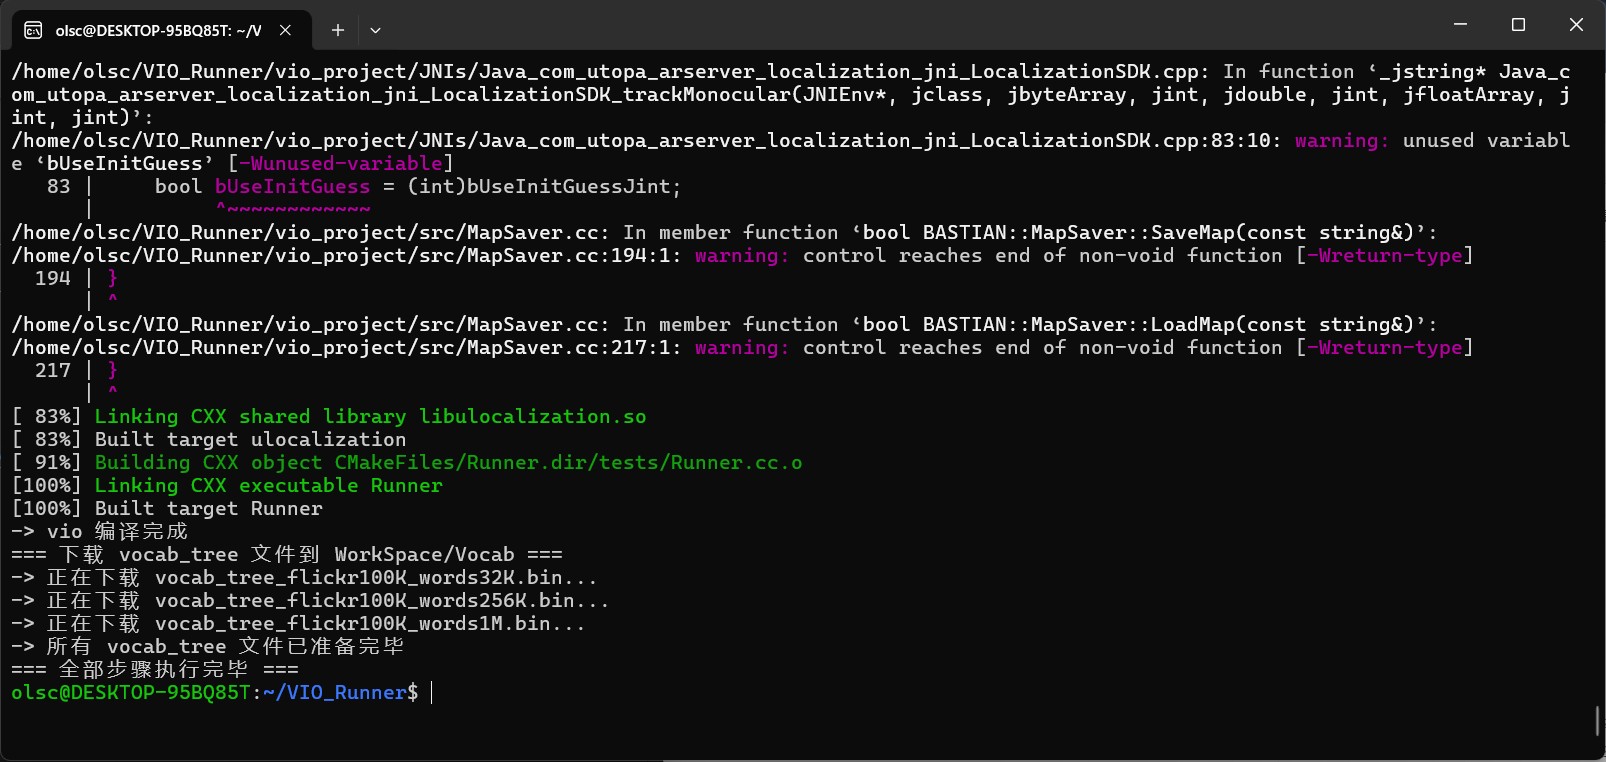 olsc@DESKTOP-95BQ85T: ~/V
/home/olsc/VIO_Runner/vio_project/JNIs/Java_com_utopa_arserver_localization_jni_LocalizationSDK.cpp: In function ‘_jstring* Java_c
om_utopa_arserver_localization_jni_LocalizationSDK_trackMonocular(JNIEnv*, jclass, jbyteArray, jint, jdouble, jint, jfloatArray, j
int, jint)’:
/home/olsc/VIO_Runner/vio_project/JNIs/Java_com_utopa_arserver_localization_jni_LocalizationSDK.cpp:83:10: warning: unused variabl
e ‘bUseInitGuess’ [-Wunused-variable]
   83 |     bool bUseInitGuess = (int)bUseInitGuessJint;
      |          ^~~~~~~~~~~~~
/home/olsc/VIO_Runner/vio_project/src/MapSaver.cc: In member function ‘bool BASTIAN::MapSaver::SaveMap(const string&)’:
/home/olsc/VIO_Runner/vio_project/src/MapSaver.cc:194:1: warning: control reaches end of non-void function [-Wreturn-type]
  194 | }
      | ^
/home/olsc/VIO_Runner/vio_project/src/MapSaver.cc: In member function ‘bool BASTIAN::MapSaver::LoadMap(const string&)’:
/home/olsc/VIO_Runner/vio_project/src/MapSaver.cc:217:1: warning: control reaches end of non-void function [-Wreturn-type]
  217 | }
      | ^
[ 83%] Linking CXX shared library libulocalization.so
[ 83%] Built target ulocalization
[ 91%] Building CXX object CMakeFiles/Runner.dir/tests/Runner.cc.o
[100%] Linking CXX executable Runner
[100%] Built target Runner
-> vio 编译完成
=== 下载 vocab_tree 文件到 WorkSpace/Vocab ===
-> 正在下载 vocab_tree_flickr100K_words32K.bin...
-> 正在下载 vocab_tree_flickr100K_words256K.bin...
-> 正在下载 vocab_tree_flickr100K_words1M.bin...
-> 所有 vocab_tree 文件已准备完毕
=== 全部步骤执行完毕 ===
olsc@DESKTOP-95BQ85T:~/VIO_Runner$